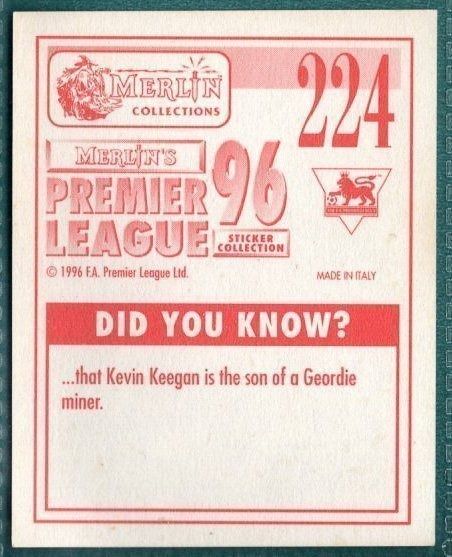 MERLIN
COLLECTIONS
224
MERLIN'S
PREMIER
LEAGUE
96
STICKER
COLLECTION
© 1996 F.A. Premier League Ltd.
MADE IN ITALY
DID YOU KNOW?
...that Kevin Keegan is the son of a Geordie
miner.